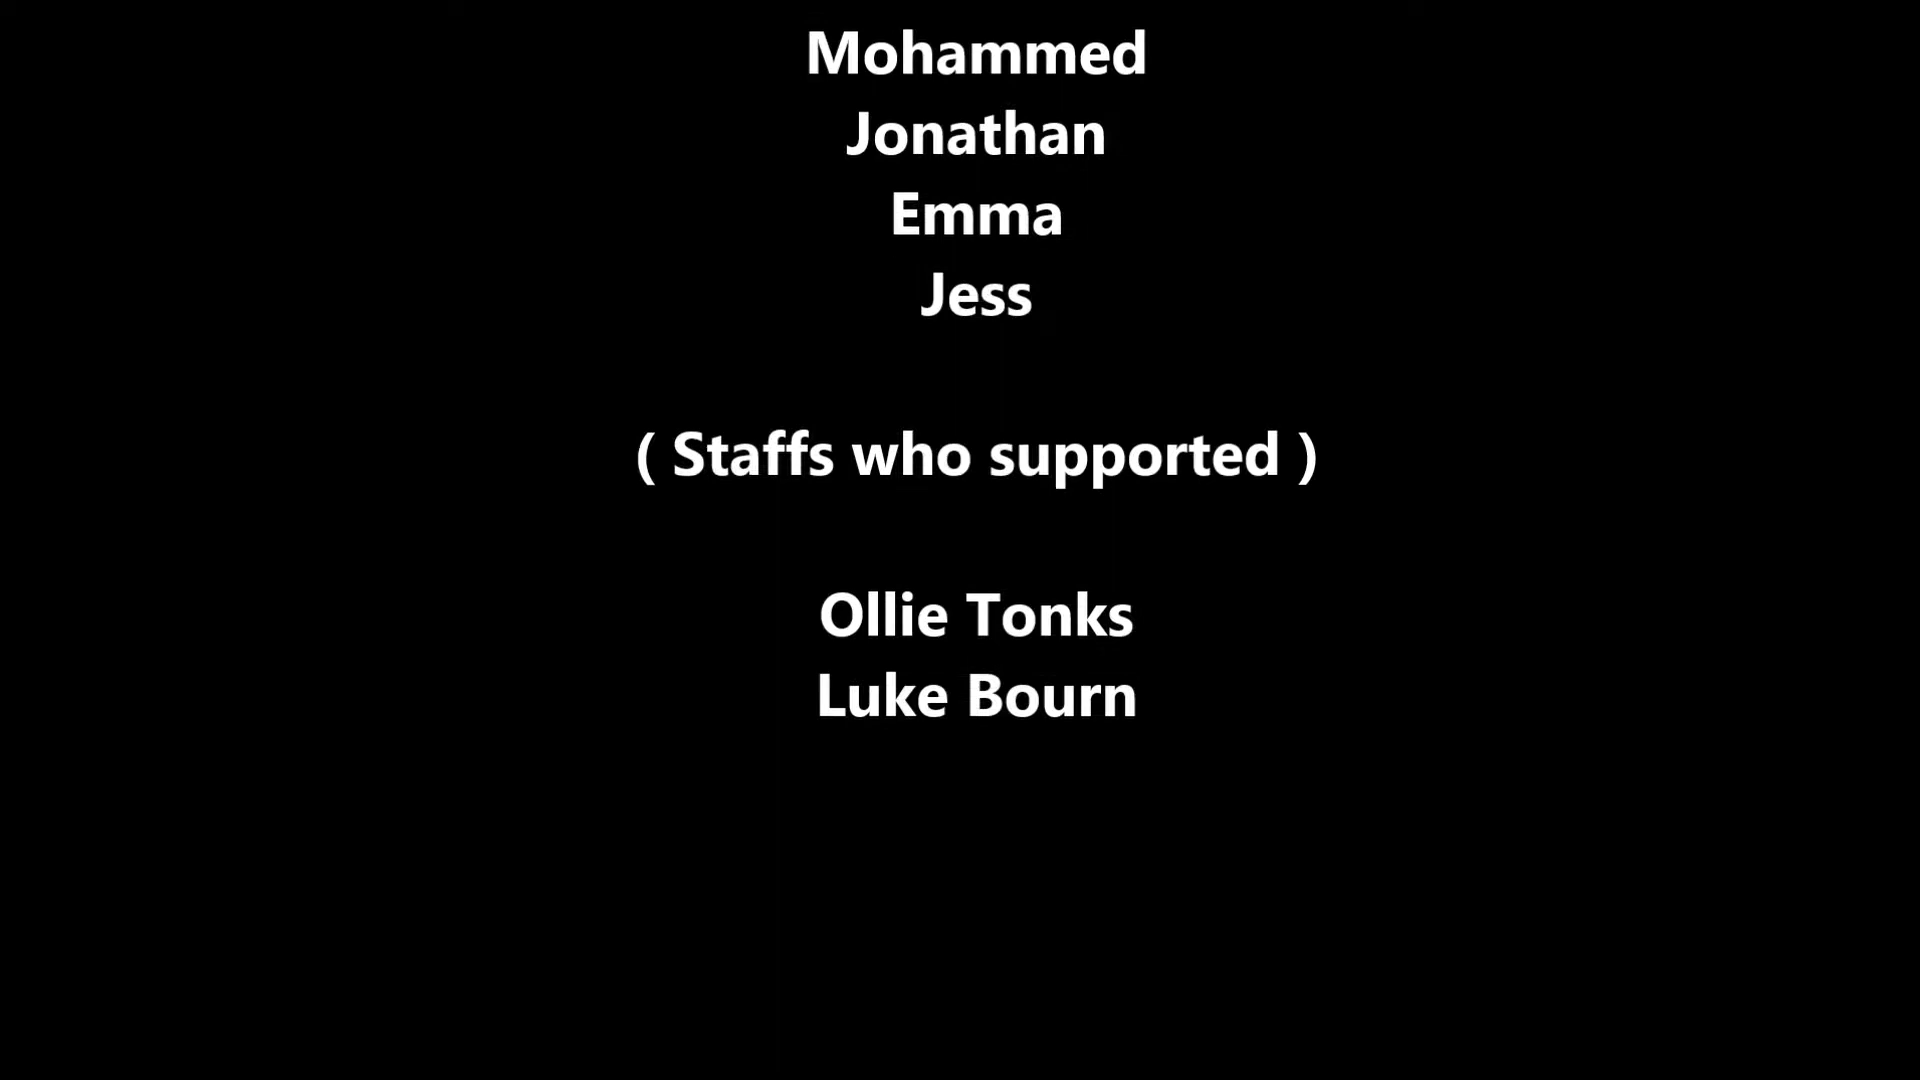 Mohammed
Jonathan
Emma
Jess
( Staffs who supported )
Ollie Tonks
Luke Bourn